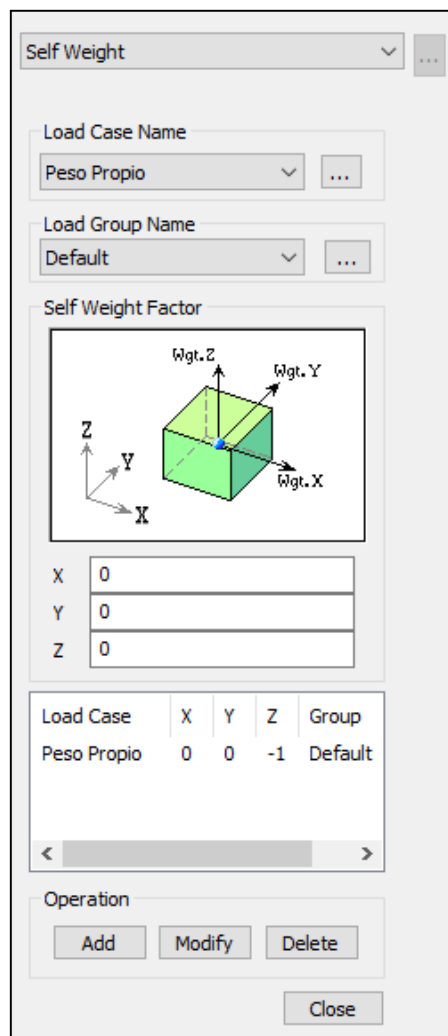 Self Weight
...
Load Case Name
Peso Propio
...
Load Group Name
Default
...
Self Weight Factor
Wgt.Z
Wgt.Y
Z
Y
Wgt.X
X
X 0
Y 0
Z 0
Load Case X Y Z Group
Peso Propio 0 0 -1 Default
Operation
Add Modify Delete
Close